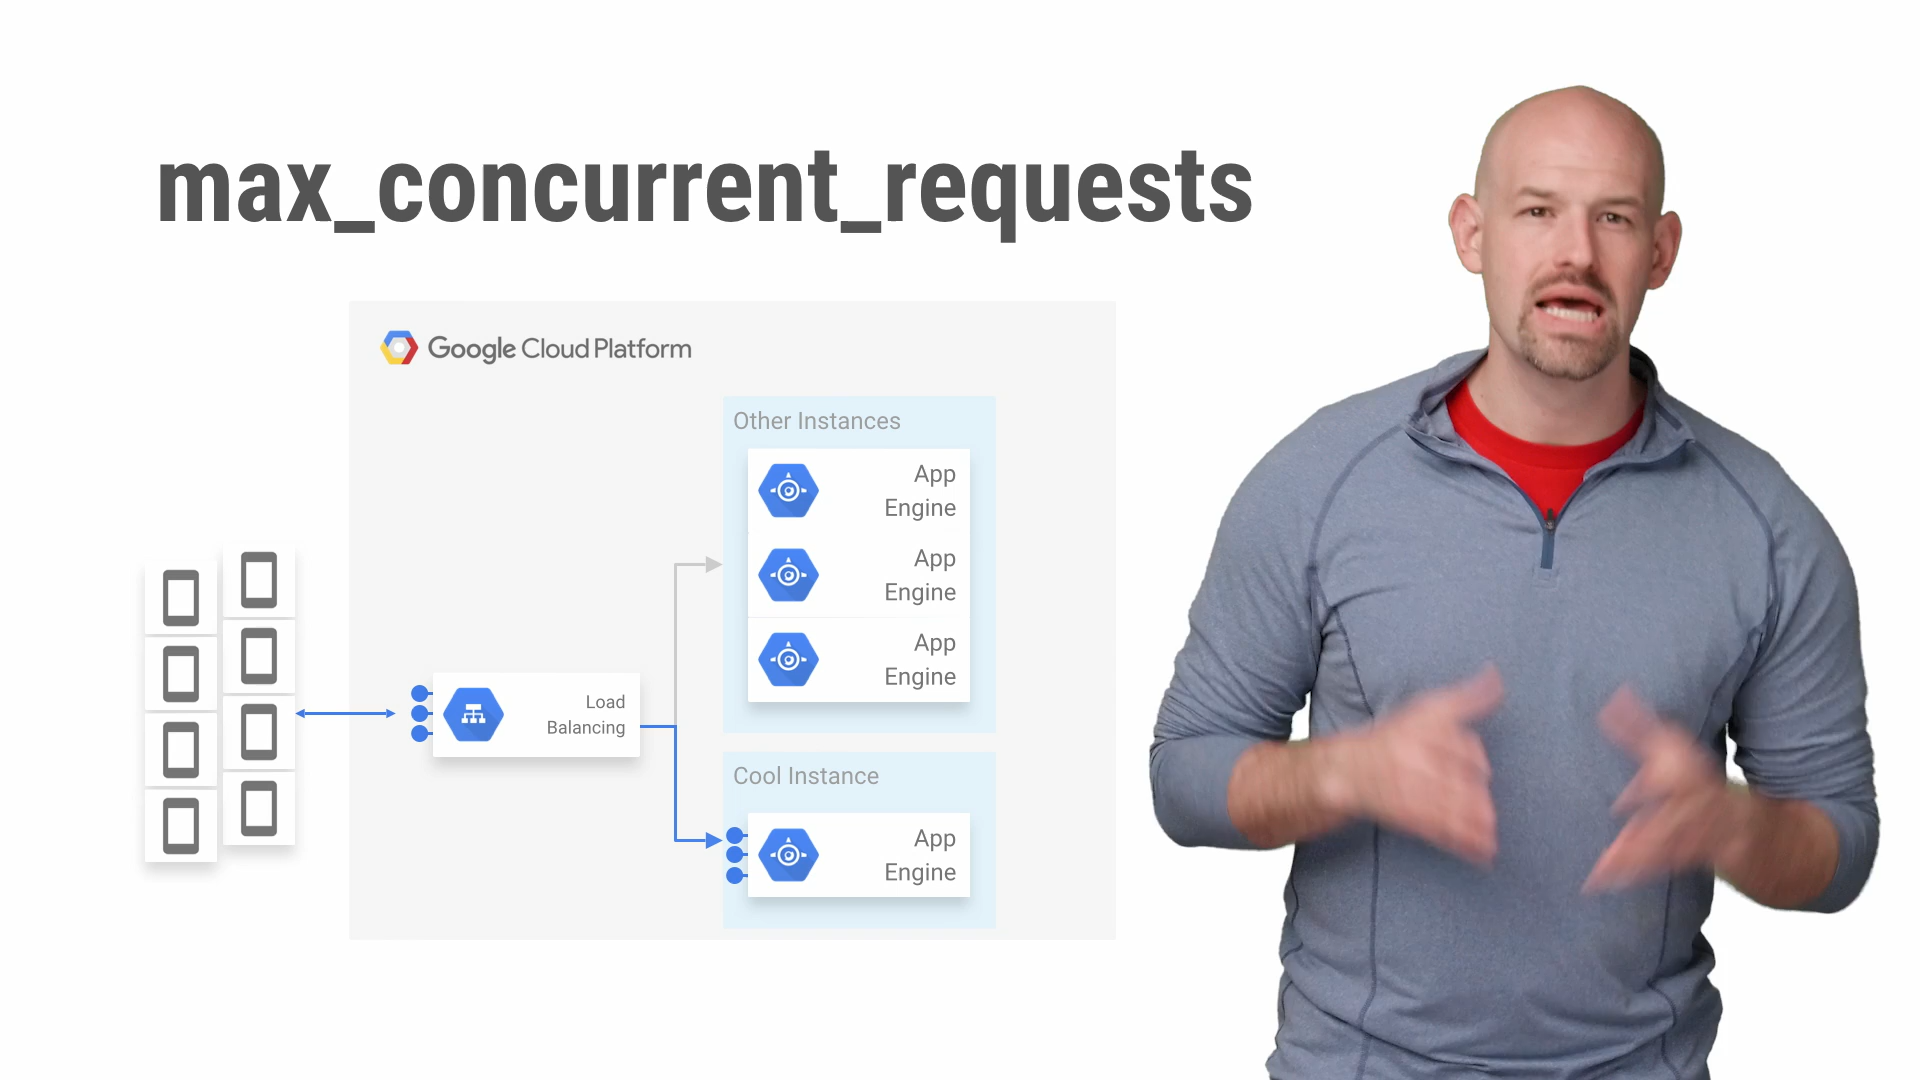 max_concurrent_requests
Google Cloud Platform
Other Instances
App
Engine
App
Engine
App
Engine
Load
Balancing
Cool Instance
App
Engine